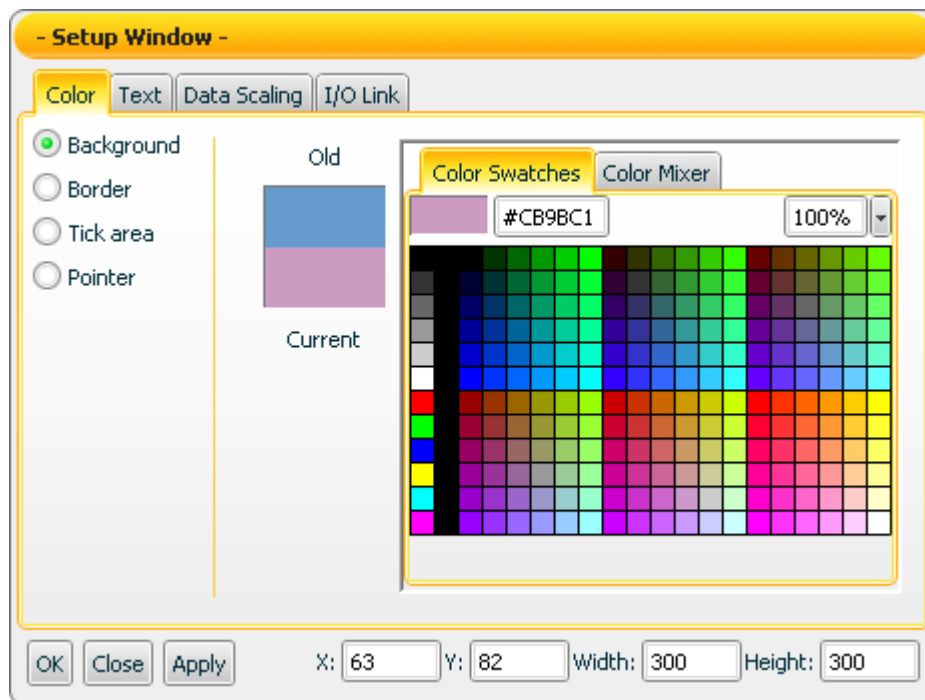 - Setup Window -
Color Text Data Scaling I/O Link
Background
Border
Tick area
Pointer
Old
Current
Color Swatches Color Mixer
#CB9BC1 100%
OK Close Apply X: 63 Y: 82 Width: 300 Height: 300